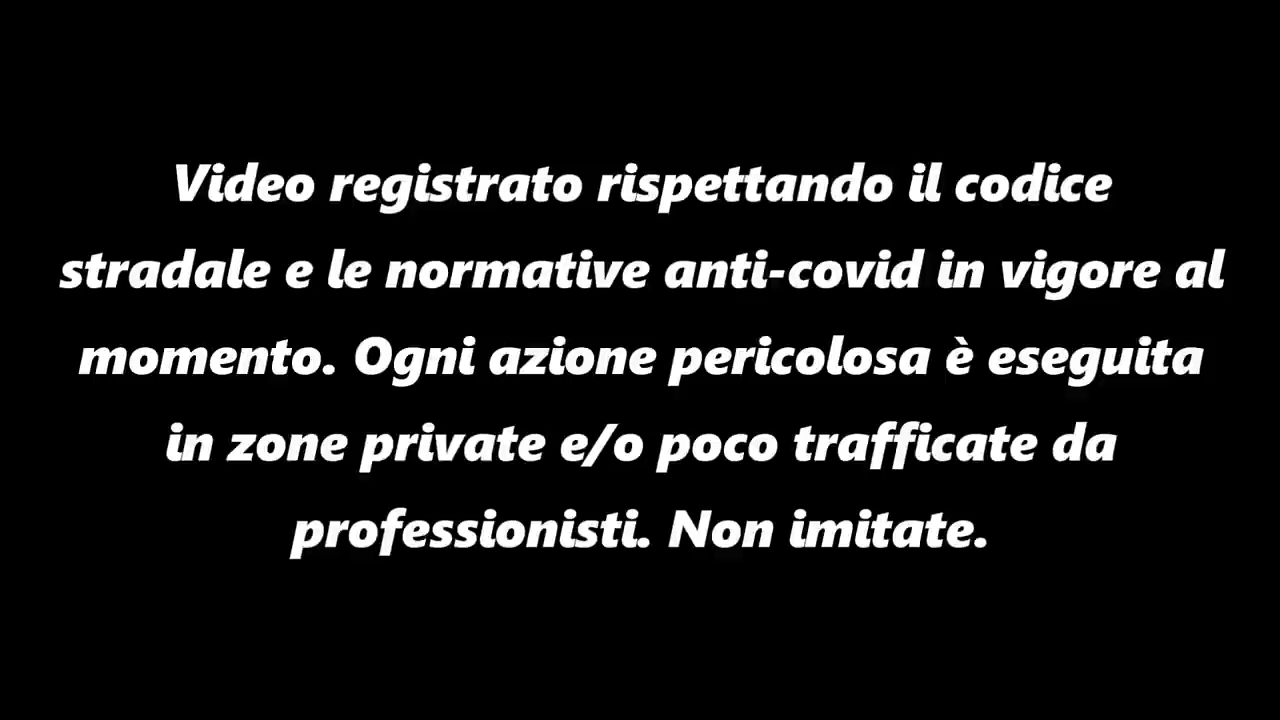 Video registrato rispettando il codice
stradale e le normative anti-covid in vigore al
momento. Ogni azione pericolosa è eseguita
in zone private e/o poco trafficate da
professionisti. Non imitate.